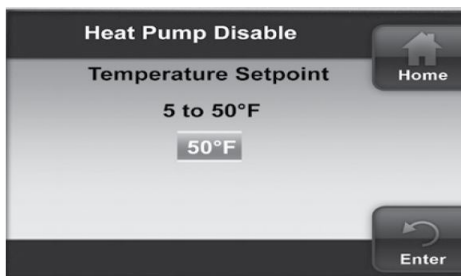 Heat Pump Disable
Home
Temperature Setpoint
5 to 50°F
50°F
Enter